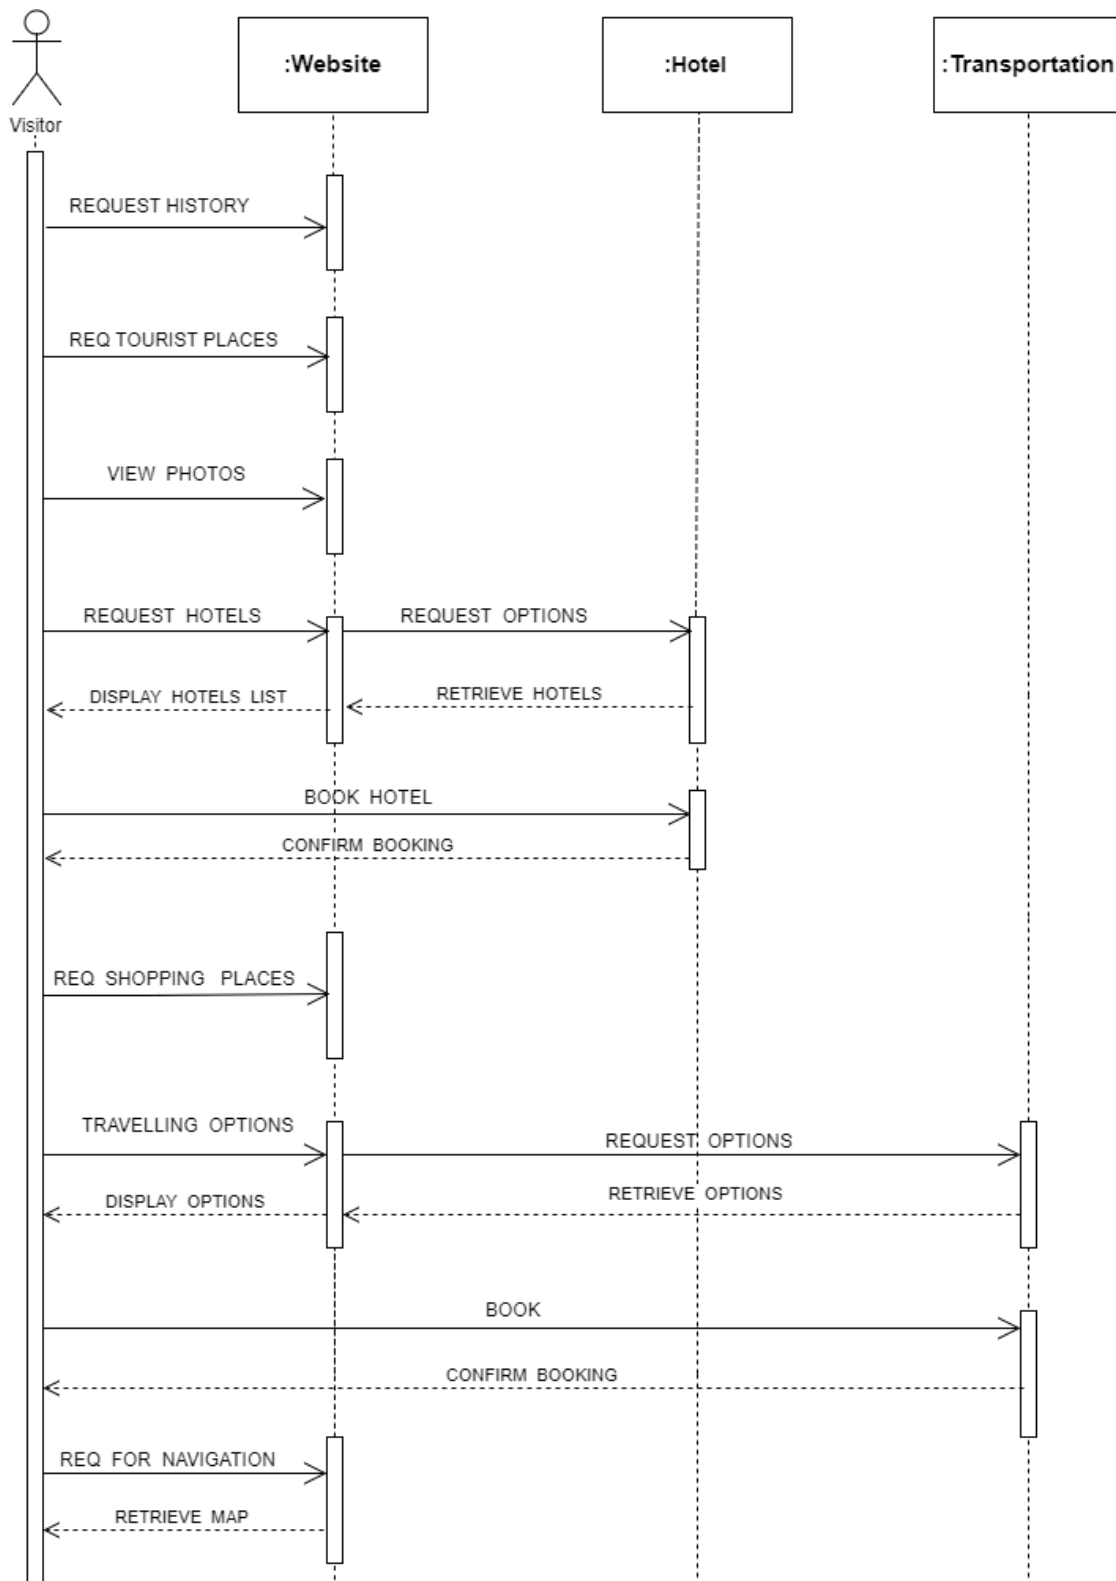 :Website
:Hotel
:Transportation
Visitor
REQUEST HISTORY
REQ TOURIST PLACES
VIEW PHOTOS
REQUEST HOTELS
REQUEST OPTIONS
DISPLAY HOTELS LIST
RETRIEVE HOTELS
BOOK HOTEL
CONFIRM BOOKING
REQ SHOPPING PLACES
TRAVELLING OPTIONS
REQUEST OPTIONS
DISPLAY OPTIONS
RETRIEVE OPTIONS
BOOK
CONFIRM BOOKING
REQ FOR NAVIGATION
RETRIEVE MAP